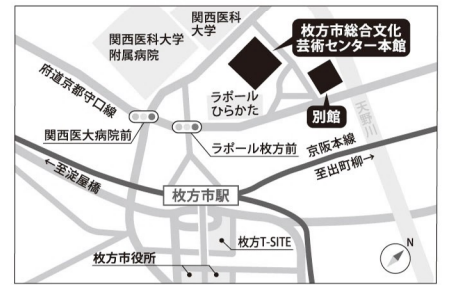 関西医科
大学
関西医科大学
附属病院
枚方市総合文化
芸術センター本館
別館
ラポール
ひらかた
天野川
府道京都守口線
関西医大病院前
ラポール枚方前
京阪本線
至出町柳→
←至淀屋橋
枚方市駅
枚方T-SITE
枚方市役所
N